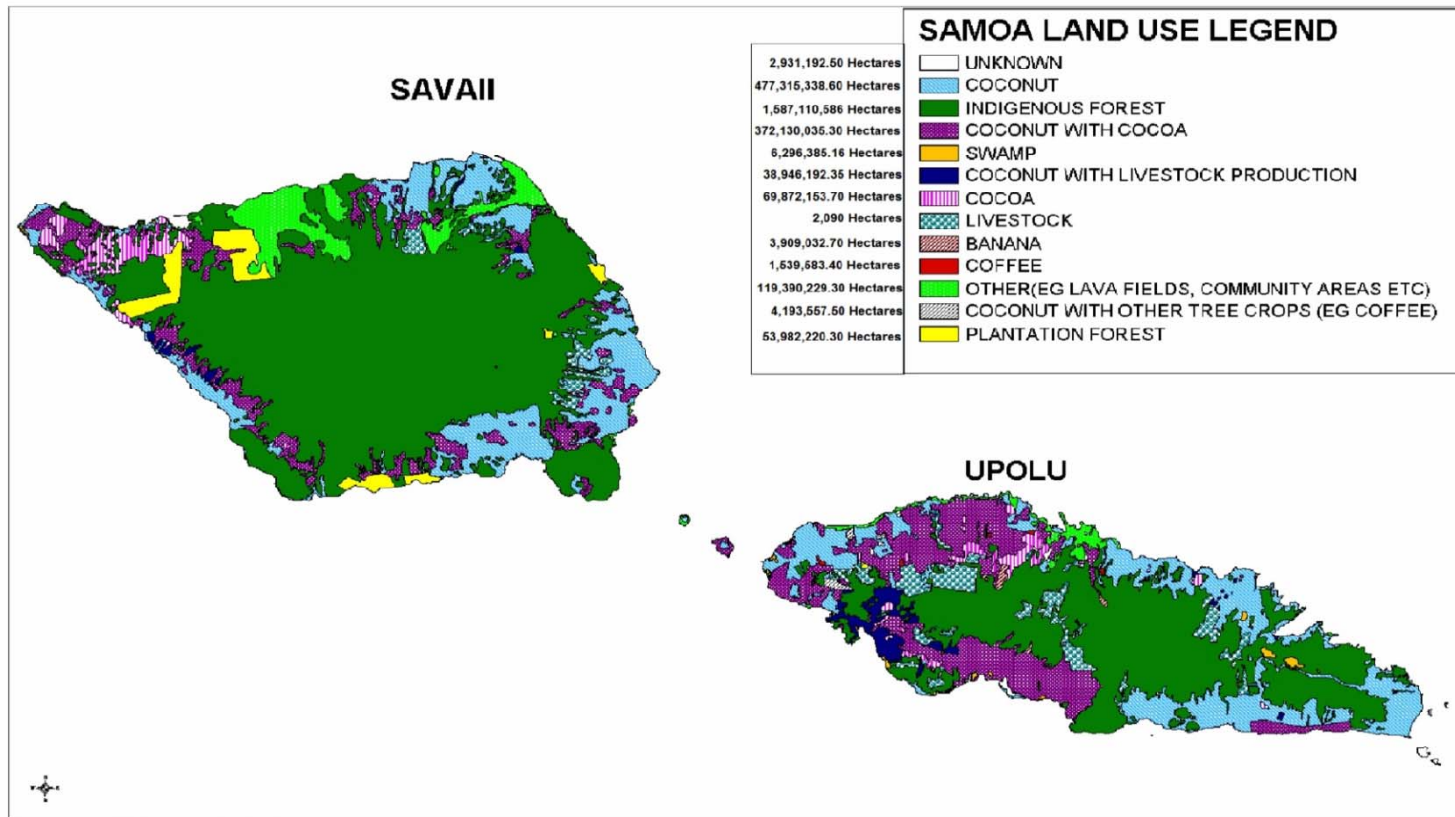 SAMOA LAND USE LEGEND
2,931,192.50 Hectares UNKNOWN
477,315,338.60 Hectares COCONUT
1,587,110,586 Hectares INDIGENOUS FOREST
372,130,035.30 Hectares COCONUT WITH COCOA
6,296,385.16 Hectares SWAMP
38,946,192.35 Hectares COCONUT WITH LIVESTOCK PRODUCTION
69,872,153.70 Hectares COCOA
2,090 Hectares LIVESTOCK
3,909,032.70 Hectares BANANA
1,539,583.40 Hectares COFFEE
119,390,229.30 Hectares OTHER(EG LAVA FIELDS, COMMUNITY AREAS ETC)
4,193,557.50 Hectares COCONUT WITH OTHER TREE CROPS (EG COFFEE)
53,982,220.30 Hectares PLANTATION FOREST
SAVAII
UPOLU